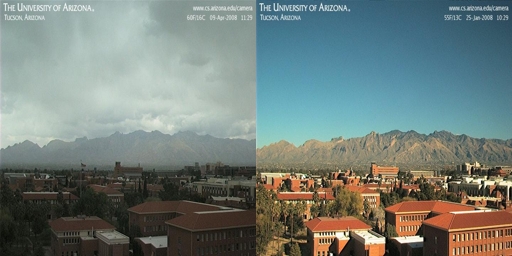 THE UNIVERSITY OF ARIZONA.
www.cs.arizona.edu/camera
TUCSON, ARIZONA
60F/16C 09-Apr-2008 11:29
THE UNIVERSITY OF ARIZONA.
www.cs.arizona.edu/camera
TUCSON, ARIZONA
55F/13C 25-Jan-2008 10:29